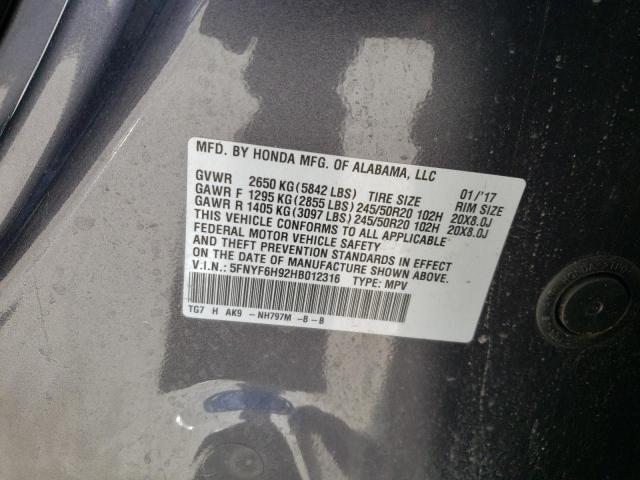 MFD. BY HONDA MFG. OF ALABAMA, LLC
01/'17
GVWR 2650 KG (5842 LBS) TIRE SIZE RIM SIZE
GAWR F 1295 KG (2855 LBS) 245/50R20 102H 20X8.0J
GAWR R 1405 KG (3097 LBS) 245/50R20 102H 20X8.0J
THIS VEHICLE CONFORMS TO ALL APPLICABLE
FEDERAL MOTOR VEHICLE SAFETY
AND THEFT PREVENTION STANDARDS IN EFFECT
ON THE DATE OF MANUFACTURE SHOWN ABOVE.
V.I.N.: 5FNYF6H92HB012316 TYPE: MPV
TG7 H AK9 - NH797M - B - B